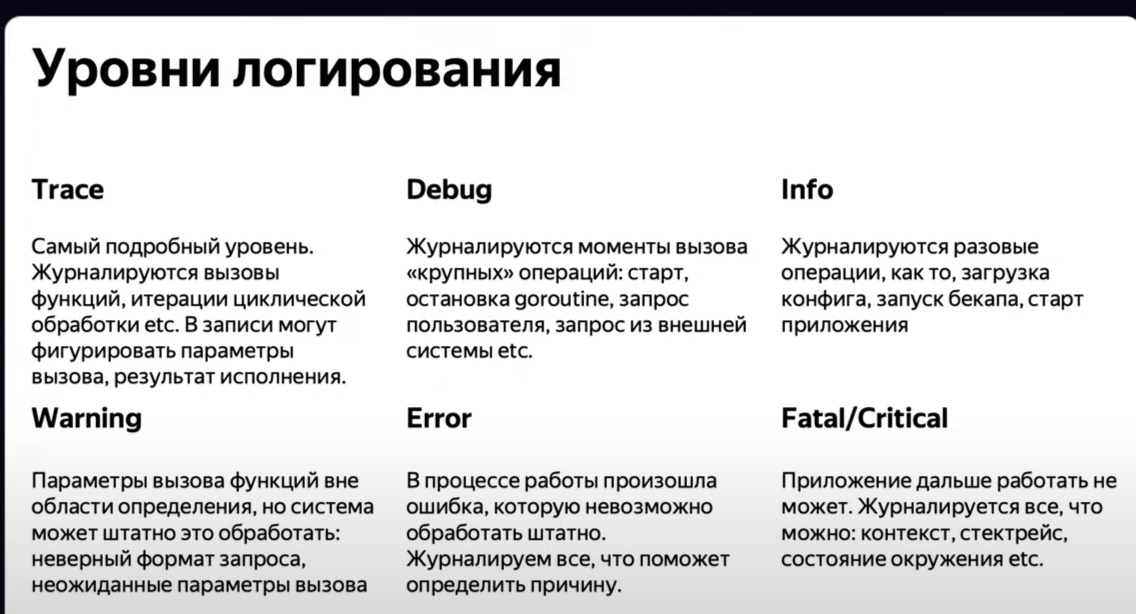 Уровни логирования
Trace
Самый подробный уровень.
Журналируются вызовы
функций, итерации циклической
обработки etc. В записи могут
фигурировать параметры
вызова, результат исполнения.
Debug
Журналируются моменты вызова
«крупных» операций: старт,
остановка goroutine, запрос
пользователя, запрос из внешней
системы etc.
Info
Журналируются разовые
операции, как то, загрузка
конфига, запуск бекапа, старт
приложения
Warning
Параметры вызова функций вне
области определения, но система
может штатно это обработать:
неверный формат запроса,
неожиданные параметры вызова
Error
В процессе работы произошла
ошибка, которую невозможно
обработать штатно.
Журналируем все, что поможет
определить причину.
Fatal/Critical
Приложение дальше работать не
может. Журналируется все, что
можно: контекст, стектрейс,
состояние окружения etc.